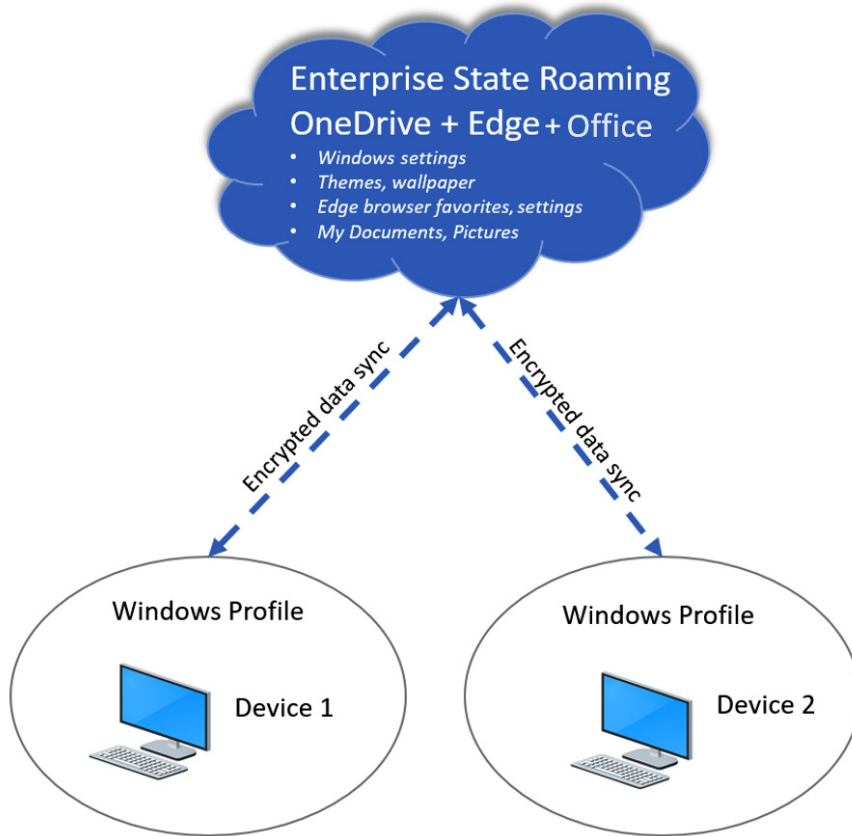 Enterprise State Roaming
OneDrive + Edge + Office
• Windows settings
• Themes, wallpaper
• Edge browser favorites, settings
• My Documents, Pictures
Encrypted data sync
Encrypted data sync
Windows Profile
Device 1
Windows Profile
Device 2